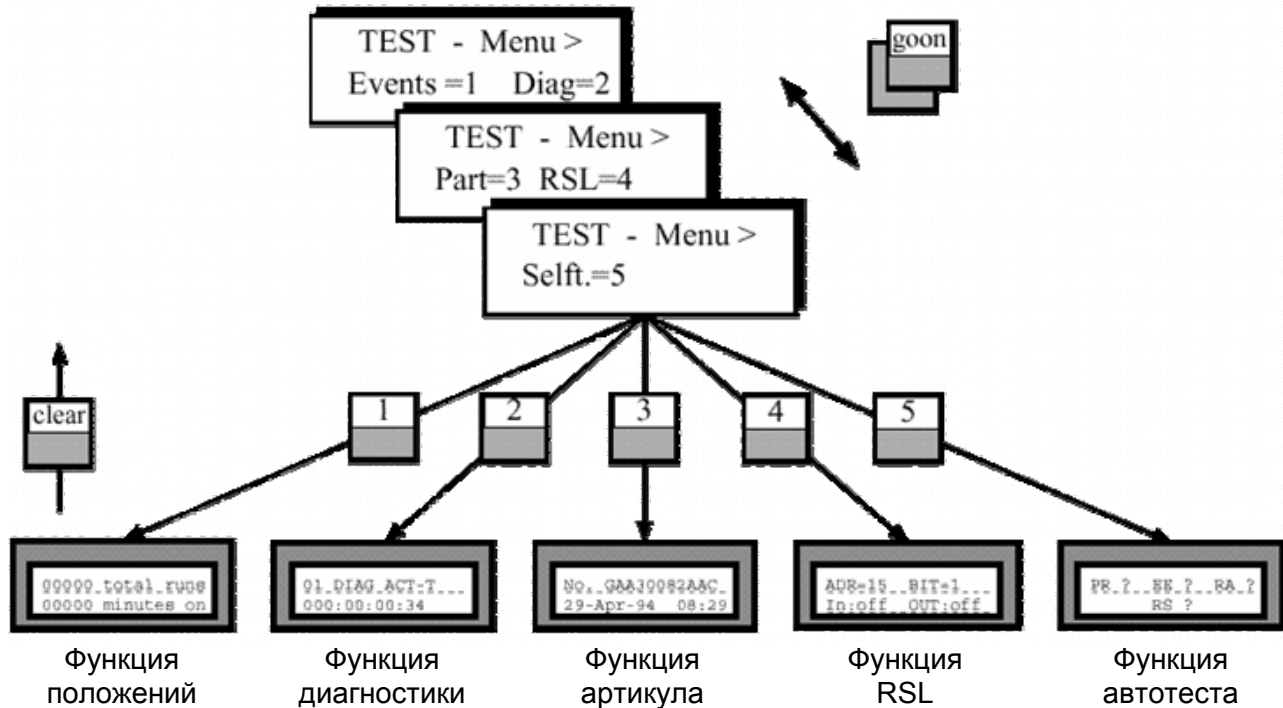 TEST - Menu >
Events =1 Diag=2
TEST - Menu >
Part=3 RSL=4
TEST - Menu >
Selft.=5
goon
clear
1
2
3
4
5
00000 total runs
00000 minutes on
01 DIAG ACT-T
000:00:00:34
No. GAA30082AAC
29-Apr-94 08:29
ADR=15 BIT=1
In:off OUT:off
PR ? EE ? RA ?
RS ?
Функция
положений
Функция
диагностики
Функция
артикула
Функция
RSL
Функция
автотеста